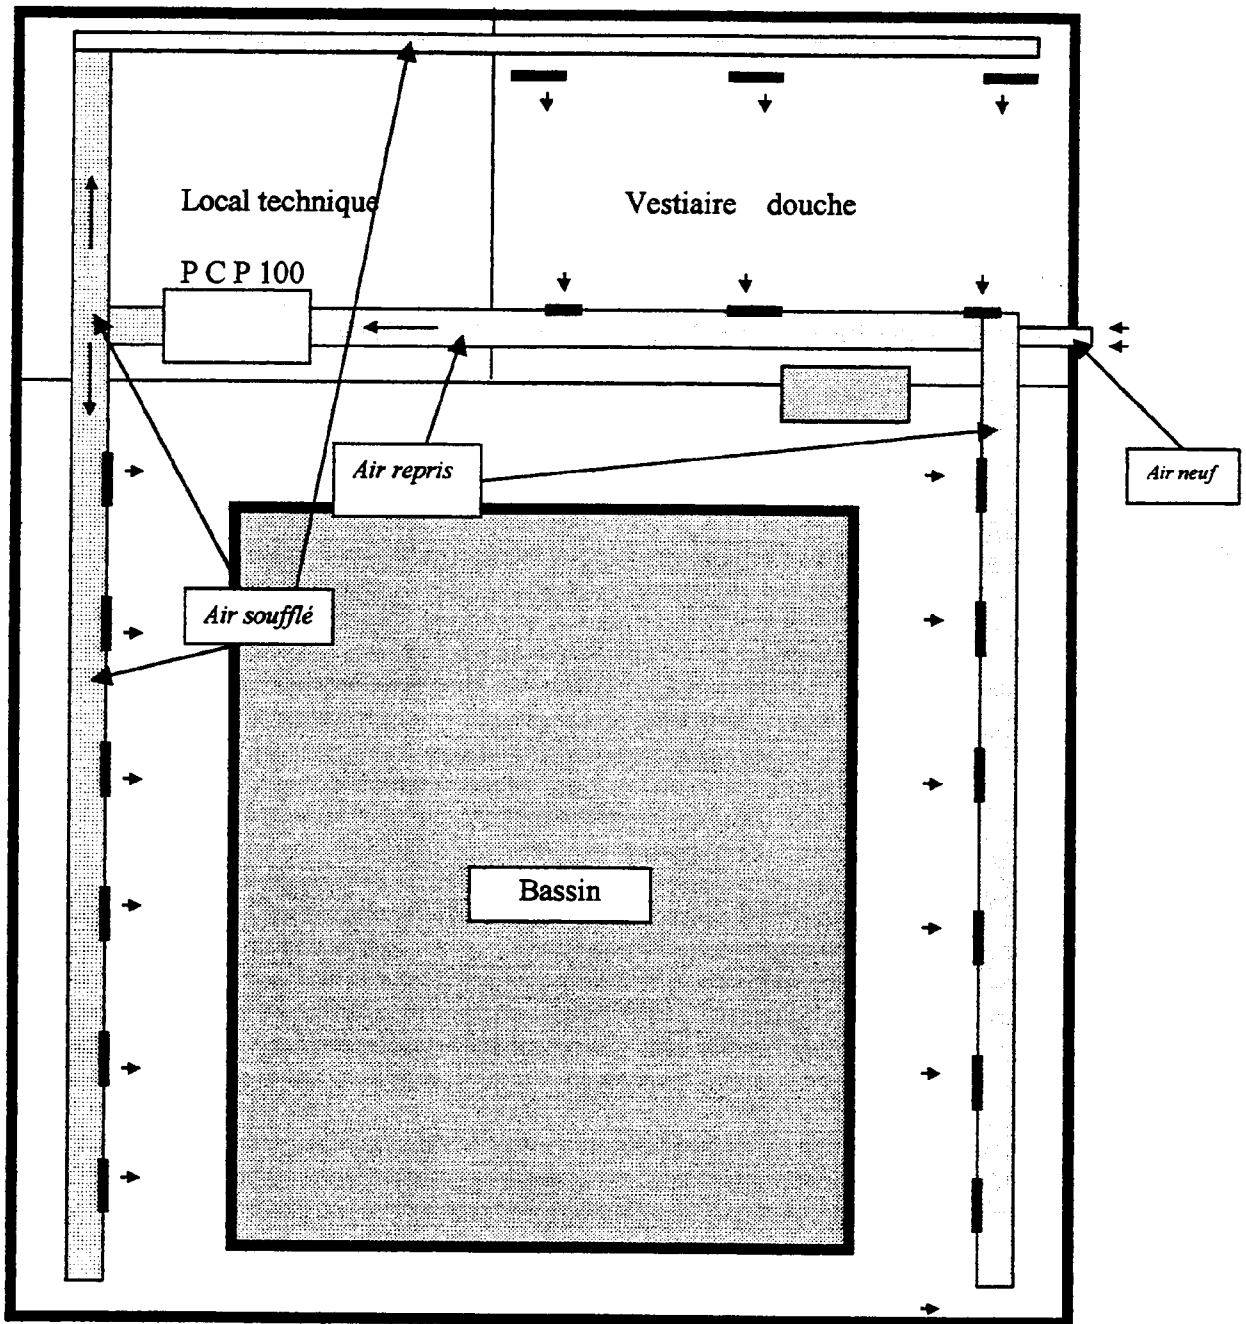 Local technique
Vestiaire douche
P C P 100
Air repris
Air neuf
Air soufflé
Bassin